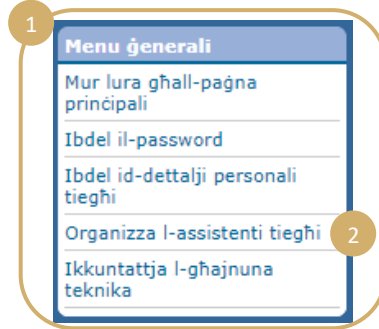 1
Menu ġenerali
Mur lura għall-paġna
prinċipali
Ibdel il-password
Ibdel id-dettalji personali
tiegħi
Organizza l-assistenti tiegħi 2
Ikkuntattja l-għajnuna
teknika